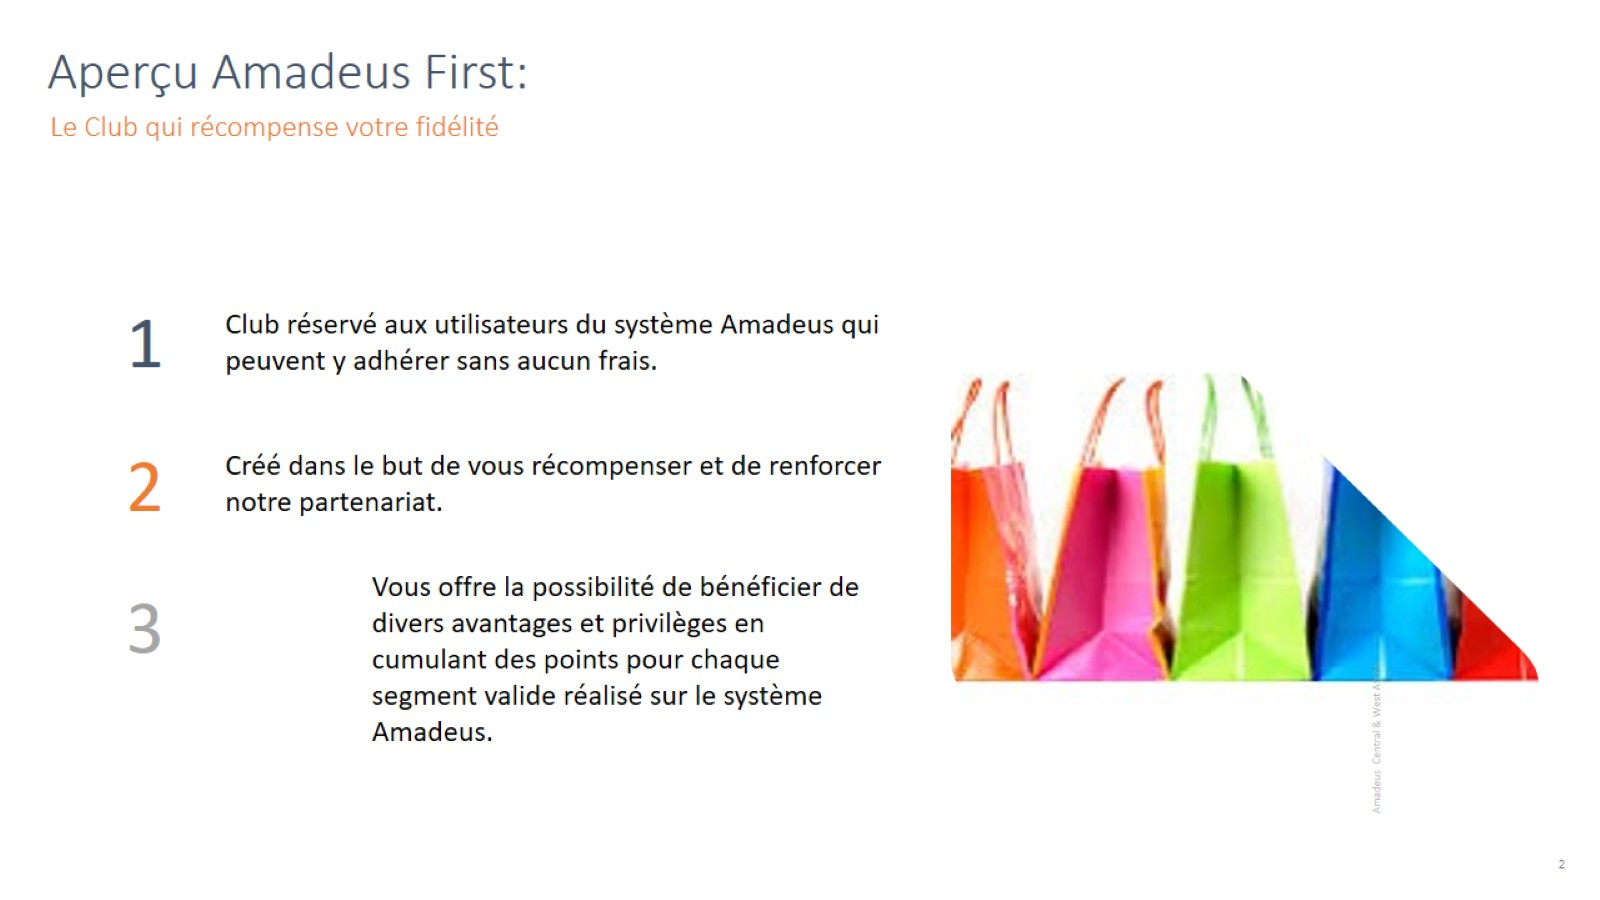 Aperçu Amadeus First:
Le Club qui récompense votre fidélité
1
Club réservé aux utilisateurs du système Amadeus qui
peuvent y adhérer sans aucun frais.
2
Créé dans le but de vous récompenser et de renforcer
notre partenariat.
3
Vous offre la possibilité de bénéficier de
divers avantages et privilèges en
cumulant des points pour chaque
segment valide réalisé sur le système
Amadeus.
Amadeus Central & West
2